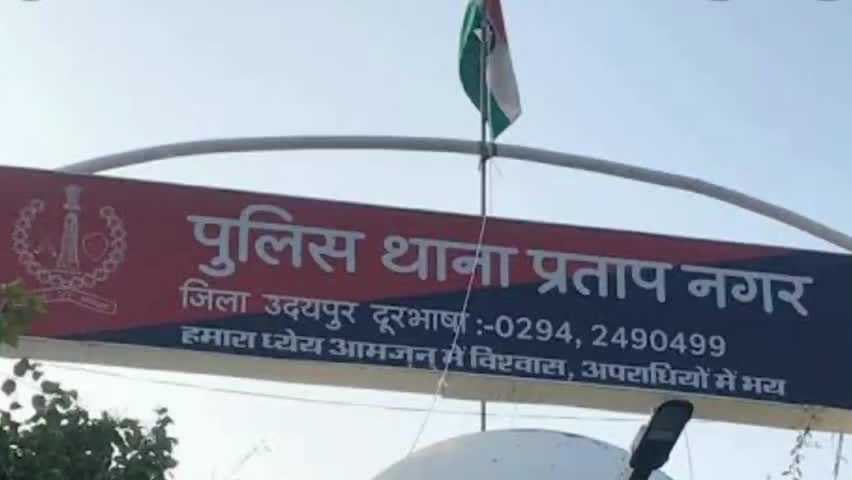 पुलिस थाना प्रताप नगर
जिला उदयपुर दूरभाषा :-0294, 2490499
हमारा ध्येय आमजन् में विश्वास, अपराधियों में भय